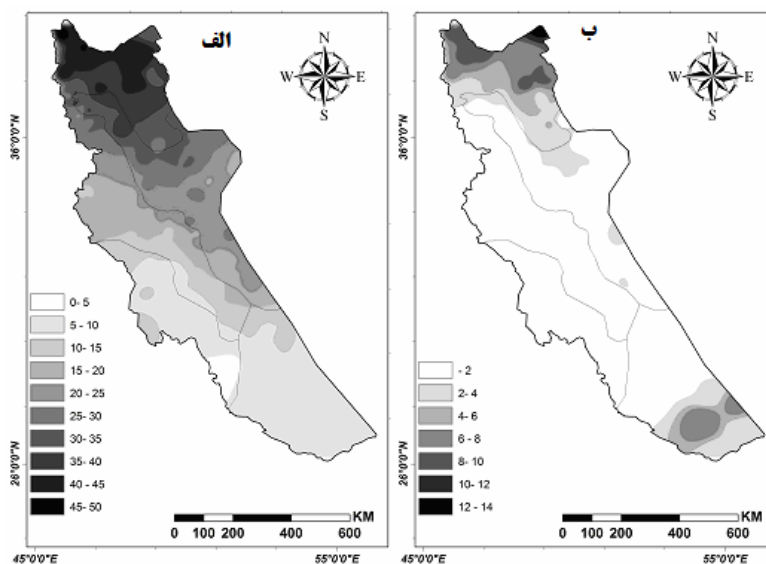 الف
N
W E
S
36°0'0"N
26°0'0"N
0- 5
5 - 10
10- 15
15 - 20
20 - 25
25- 30
30- 35
35- 40
40 - 45
45- 50
KM
0 100 200 400 600
45°0'0"E
55°0'0"E
ب
N
W E
S
36°0'0"N
26°0'0"N
- 2
2- 4
4 - 6
6 - 8
8 - 10
10 - 12
12 - 14
KM
0 100 200 400 600
45°0'0"E
55°0'0"E